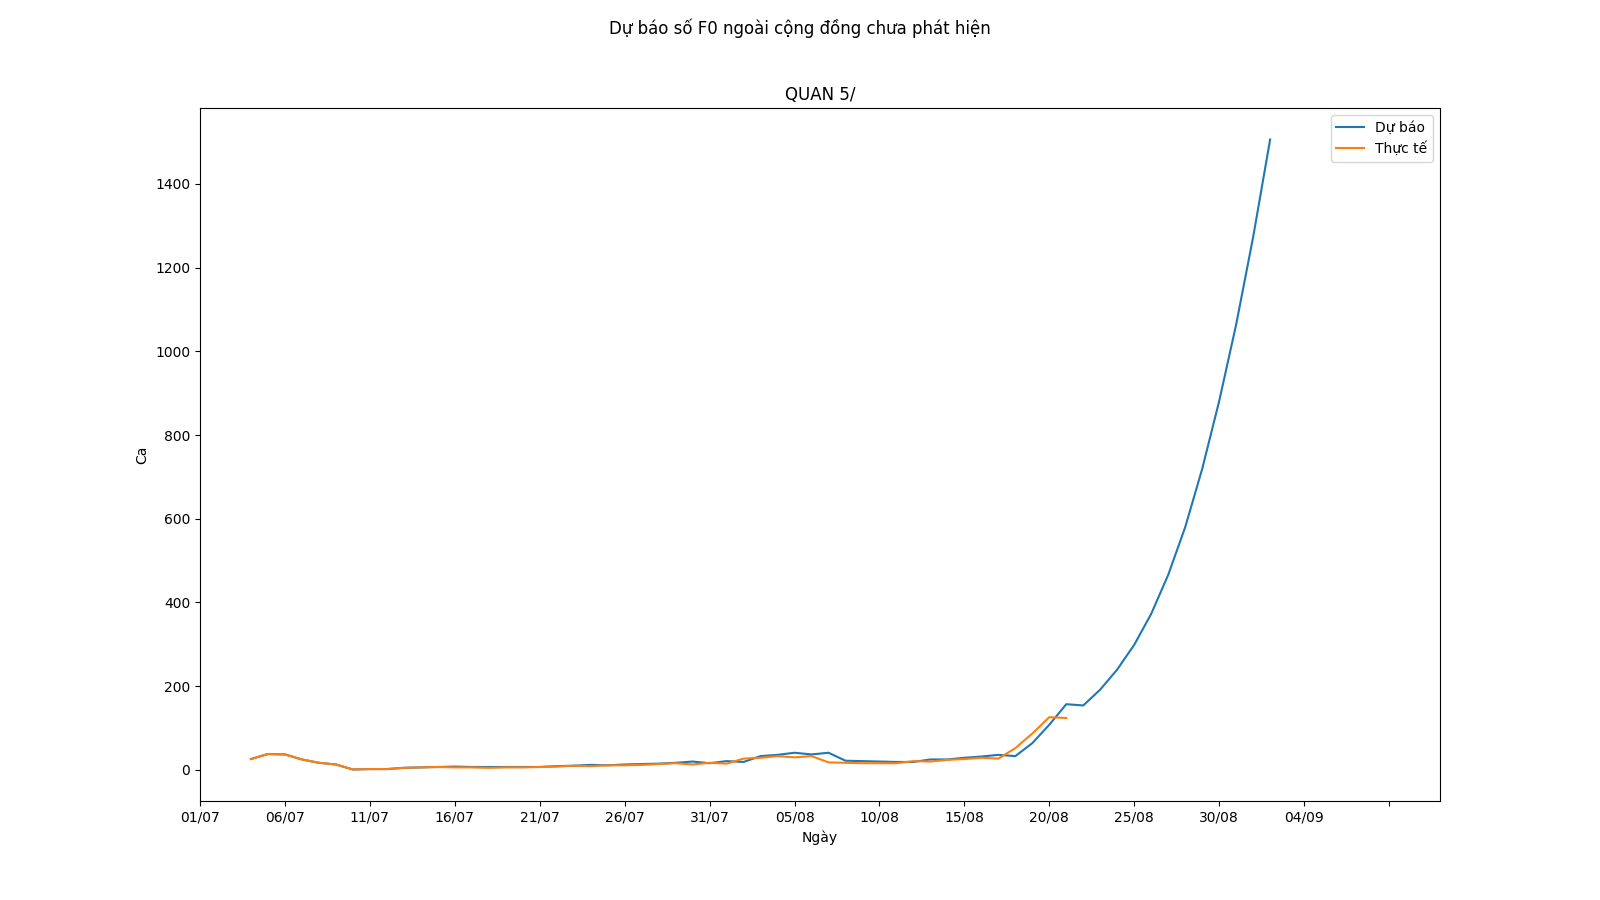 Dự báo số F0 ngoài cộng đồng chưa phát hiện
QUAN 5/
Dự báo
Thực tế
1400
1200
1000
800
600
400
200
0
Ca
01/07 06/07 11/07 16/07 21/07 26/07 31/07 05/08 10/08 15/08 20/08 25/08 30/08 04/09
Ngày